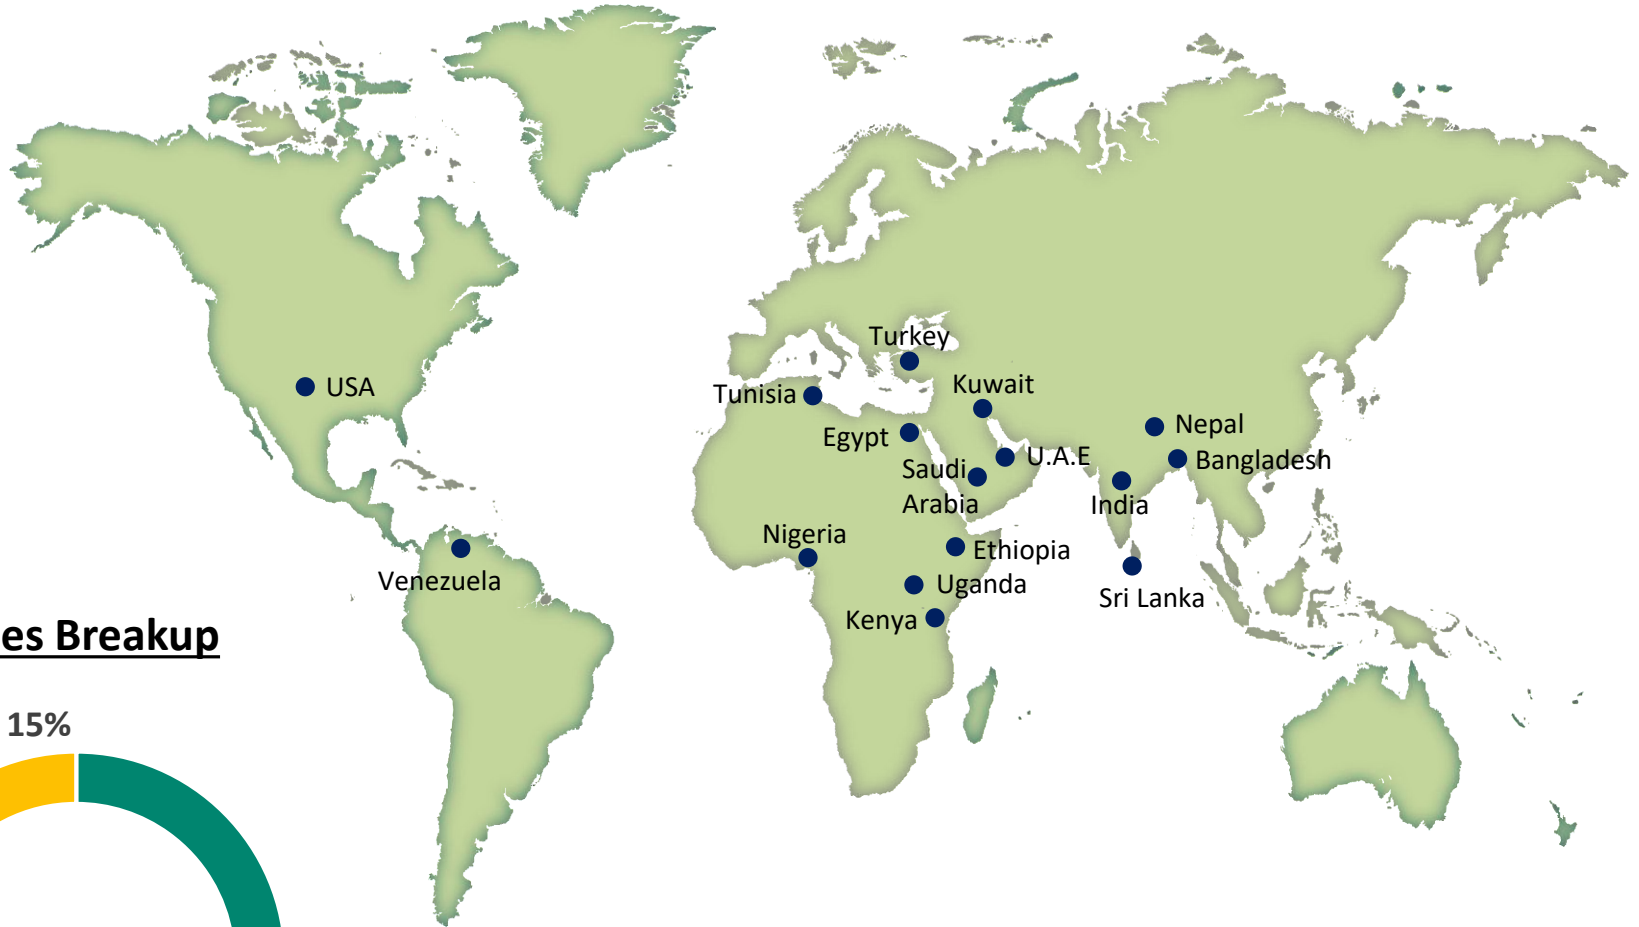 Turkey
Kuwait
USA
Tunisia
Nepal
Egypt
U.A.E
Bangladesh
Saudi
Arabia
India
Nigeria
Ethiopia
Venezuela
Uganda
Sri Lanka
Kenya
es Breakup
15%